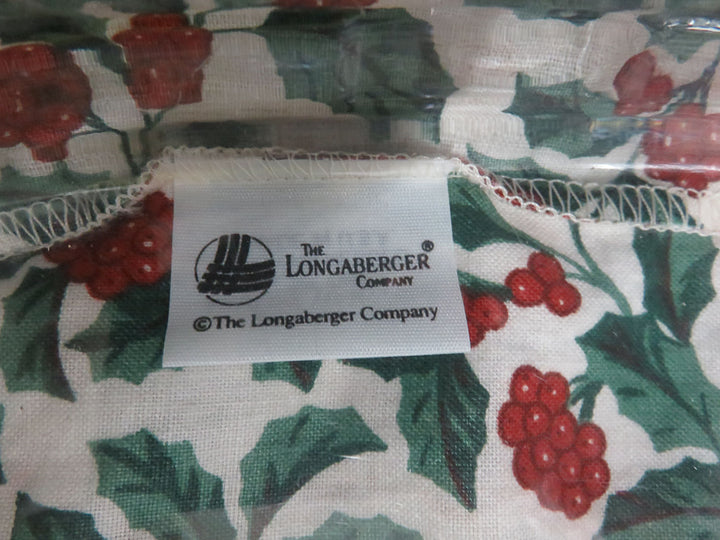 THE
LONGABERGER®
COMPANY
©The Longaberger Company